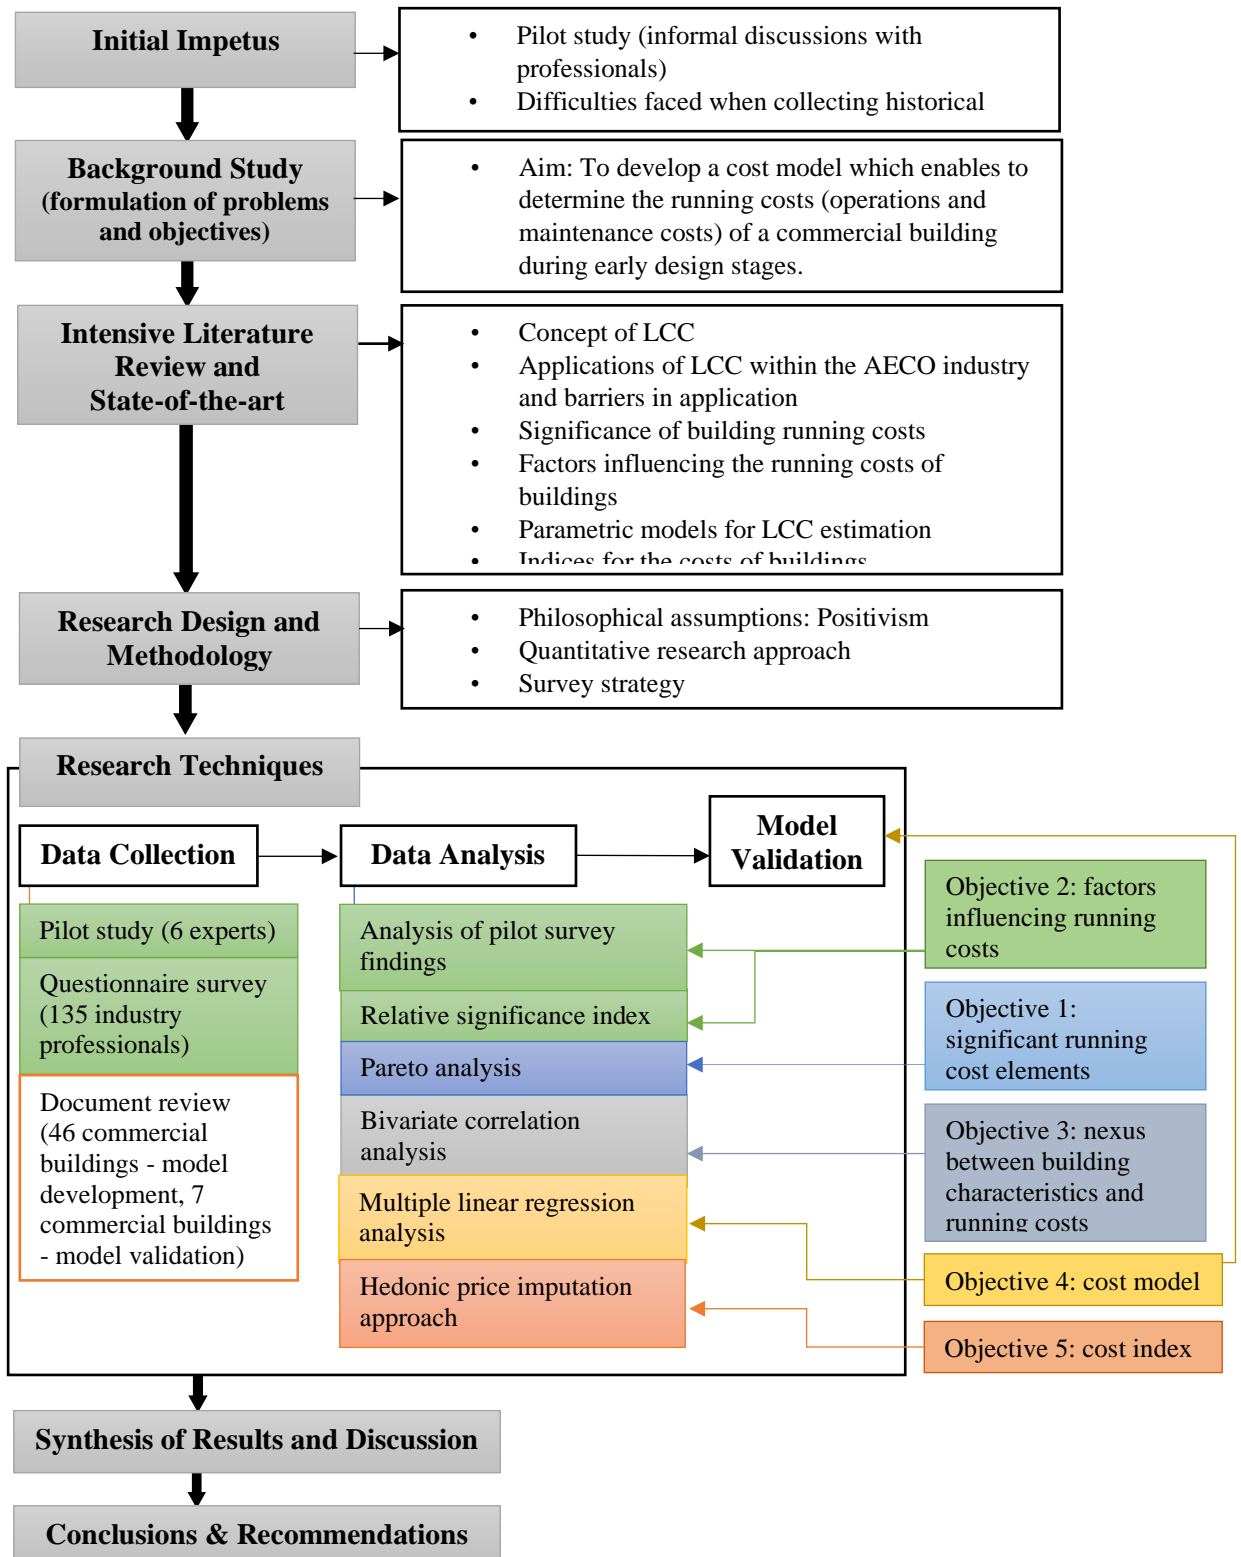 Initial Impetus
• Pilot study (informal discussions with
professionals)
• Difficulties faced when collecting historical
Background Study
(formulation of problems
and objectives)
• Aim: To develop a cost model which enables to
determine the running costs (operations and
maintenance costs) of a commercial building
during early design stages.
Intensive Literature
Review and
State-of-the-art
• Concept of LCC
• Applications of LCC within the AECO industry
and barriers in application
• Significance of building running costs
• Factors influencing the running costs of
buildings
• Parametric models for LCC estimation
• Indices for the costs of buildings
Research Design and
Methodology
• Philosophical assumptions: Positivism
• Quantitative research approach
• Survey strategy
Research Techniques
Data Collection
Data Analysis
Model
Validation
Pilot study (6 experts)
Questionnaire survey
(135 industry
professionals)
Document review
(46 commercial
buildings - model
development, 7
commercial buildings
- model validation)
Analysis of pilot survey
findings
Relative significance index
Pareto analysis
Bivariate correlation
analysis
Multiple linear regression
analysis
Hedonic price imputation
approach
Objective 2: factors
influencing running
costs
Objective 1:
significant running
cost elements
Objective 3: nexus
between building
characteristics and
running costs
Objective 4: cost model
Objective 5: cost index
Synthesis of Results and Discussion
Conclusions & Recommendations